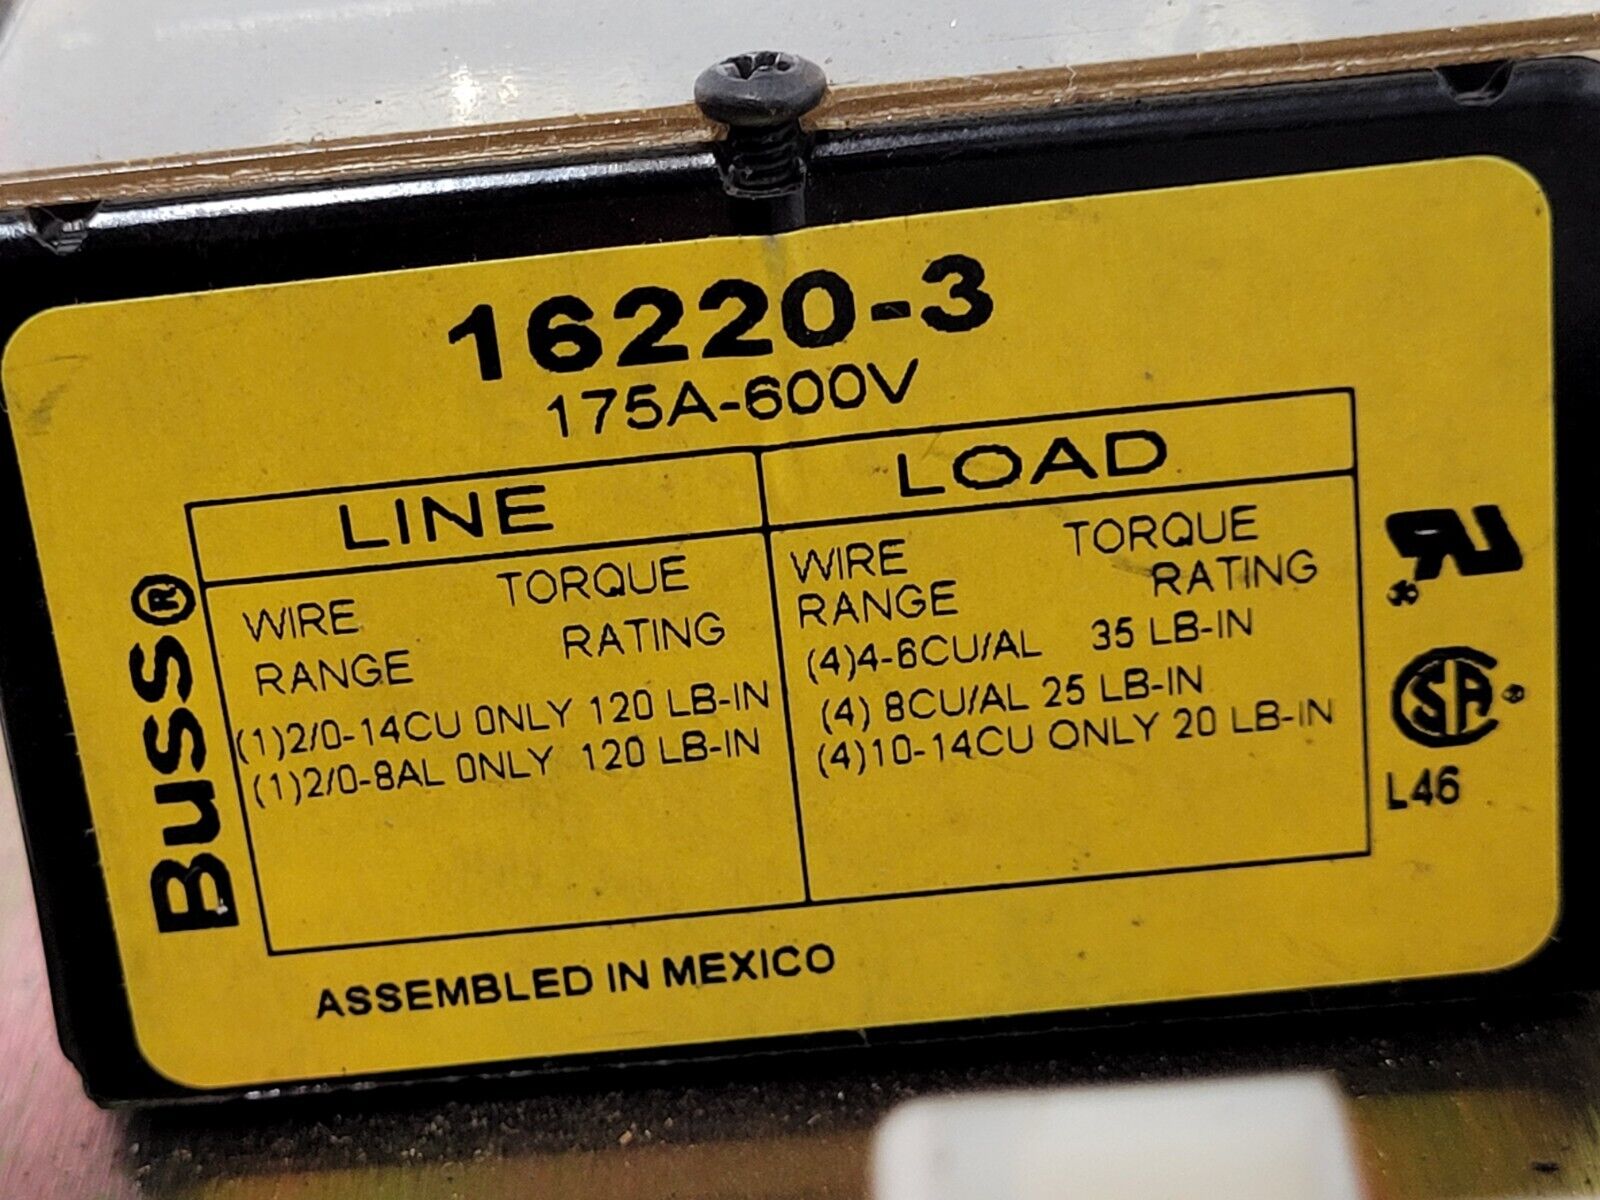 16220-3
175A-600V
LINE
WIRE TORQUE
RANGE RATING
(1)2/0-14CU ONLY 120 LB-IN
(1)2/0-8AL ONLY 120 LB-IN
LOAD
WIRE TORQUE
RANGE RATING
(4)4-6CU/AL 35 LB-IN
(4) 8CU/AL 25 LB-IN
(4)10-14CU ONLY 20 LB-IN
Buss®
RU
SA®
L46
ASSEMBLED IN MEXICO